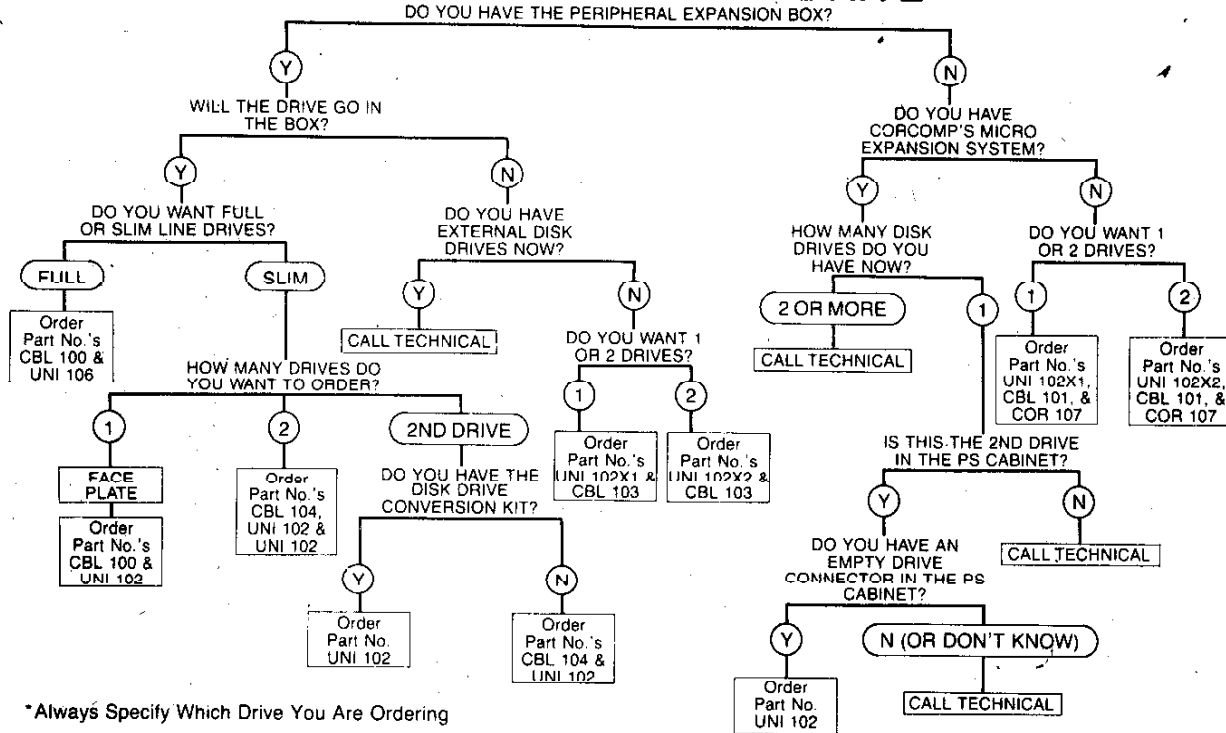 DO YOU HAVE THE PERIPHERAL EXPANSION BOX?
Y
N
WILL THE DRIVE GO IN
THE BOX?
Y
N
DO YOU HAVE
CORCOMP'S MICRO
EXPANSION SYSTEM?
Y
N
DO YOU WANT FULL
OR SLIM LINE DRIVES?
FULL
SLIM
Order
Part No.'s
CBL 100 &
UNI 106
DO YOU HAVE
EXTERNAL DISK
DRIVES NOW?
Y
N
CALL TECHNICAL
DO YOU WANT 1
OR 2 DRIVES?
1
2
Order
Part No.'s
UNI 102X1 &
CBL 103
Order
Part No.'s
UNI 102X2 &
CBL 103
HOW MANY DRIVES DO
YOU WANT TO ORDER?
1
2
2ND DRIVE
FACE
PLATE
Order
Part No.'s
CBL 100 &
UNI 102
Order
Part No.'s
CBL 104,
UNI 102 &
UNI 102
DO YOU HAVE THE
DISK DRIVE
CONVERSION KIT?
Y
N
Order
Part No.
UNI 102
Order
Part No.'s
CBL 104 &
UNI 102
HOW MANY DISK
DRIVES DO YOU
HAVE NOW?
2 OR MORE
1
CALL TECHNICAL
DO YOU WANT 1
OR 2 DRIVES?
1
2
Order
Part No.'s
UNI 102X1,
CBL 101, &
COR 107
Order
Part No.'s
UNI 102X2,
CBL 101, &
COR 107
IS THIS THE 2ND DRIVE
IN THE PS CABINET?
Y
N
CALL TECHNICAL
DO YOU HAVE AN
EMPTY DRIVE
CONNECTOR IN THE PS
CABINET?
Y
N (OR DON'T KNOW)
Order
Part No.
UNI 102
CALL TECHNICAL
*Always Specify Which Drive You Are Ordering